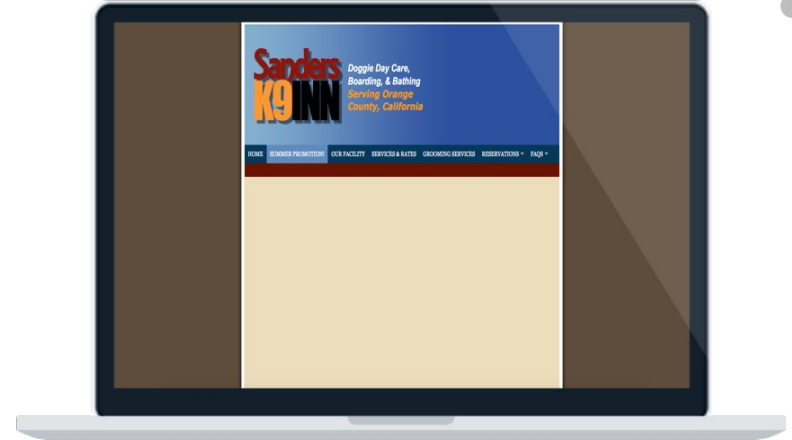 Sanders
K9INN
Doggie Day Care,
Boarding, & Bathing
Serving Orange
County, California
HOME SUMMER PROMOTION! OUR FACILITY SERVICES & RATES GROOMING SERVICES RESERVATIONS FAQS